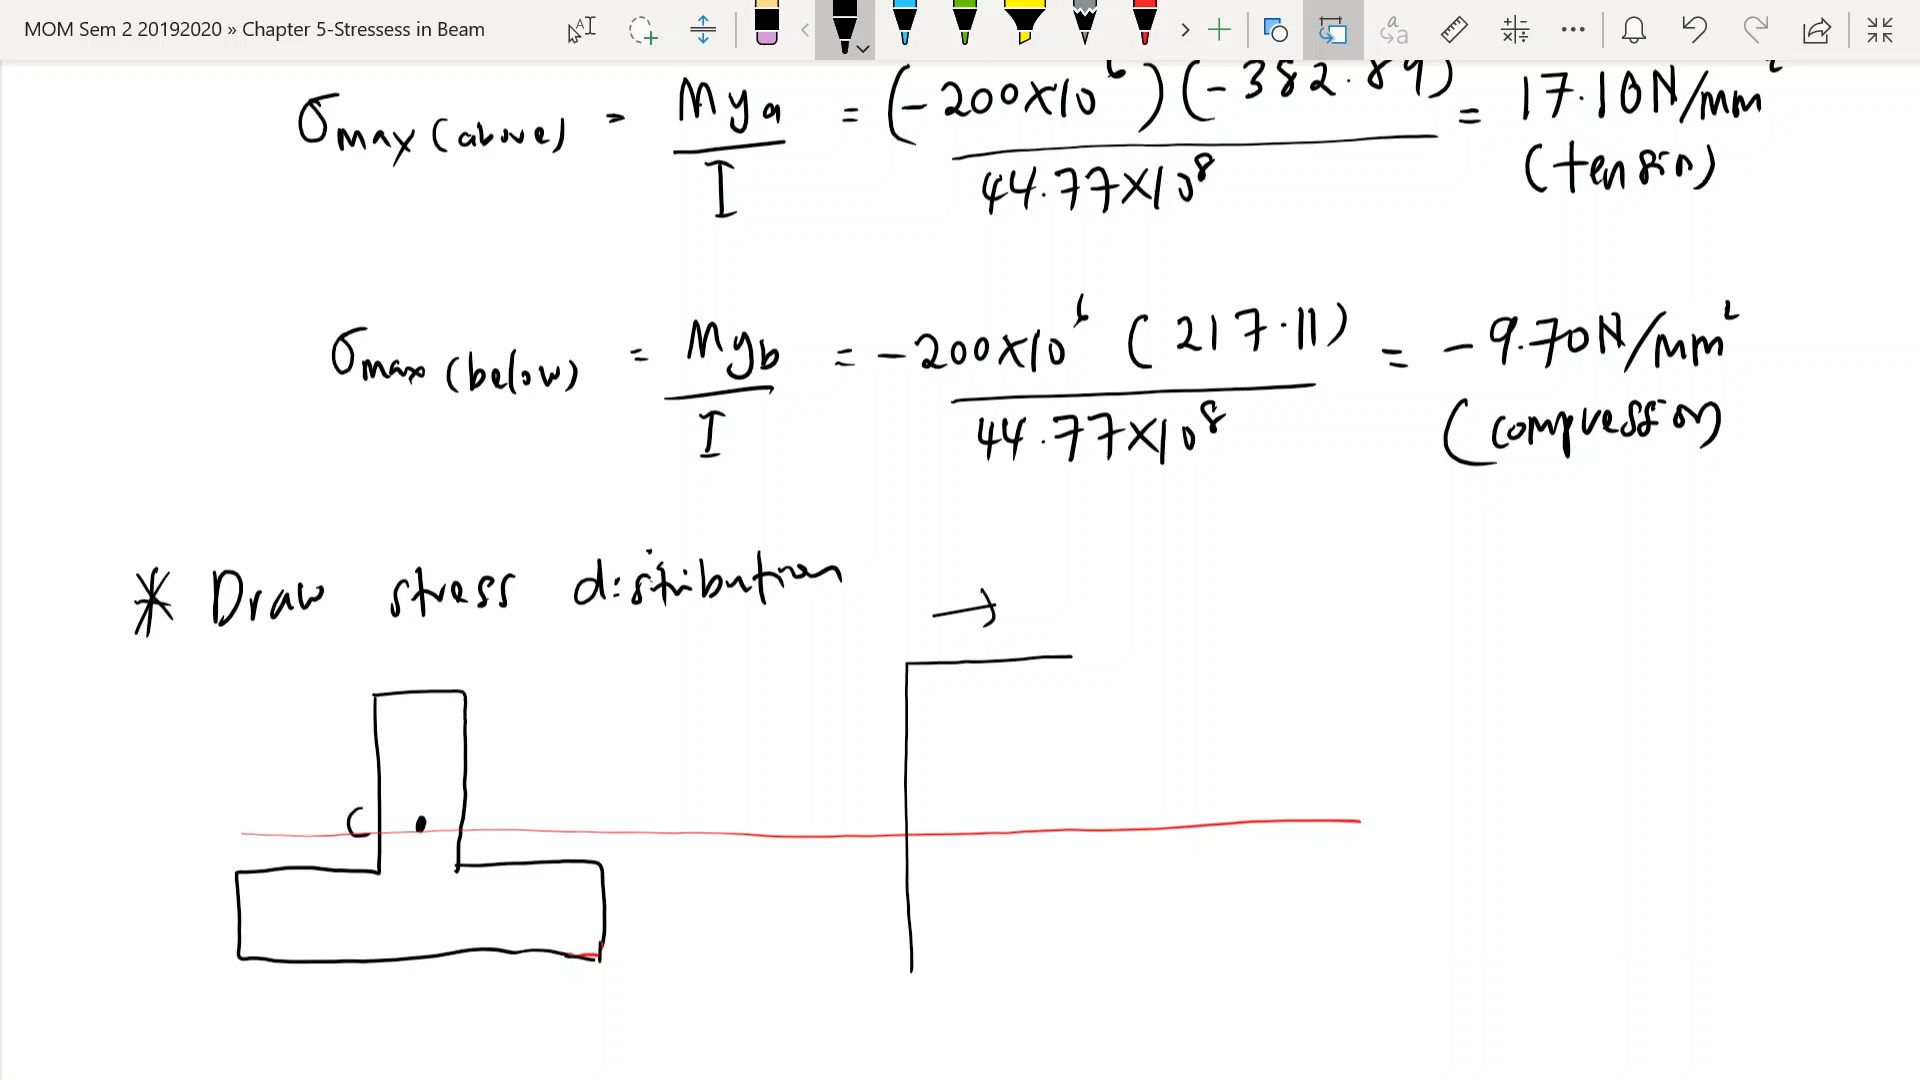 MOM Sem 2 20192020 » Chapter 5-Stressess in Beam
σmax (above) = Mya / I = (-200×10⁶)(-382.89) / 44.77×10⁸ = 17.10N/mm² (tension)
σmax (below) = Myb / I = -200×10⁶ (217.11) / 44.77×10⁸ = -9.70N/mm² (compression)
* Draw stress distribution →
C